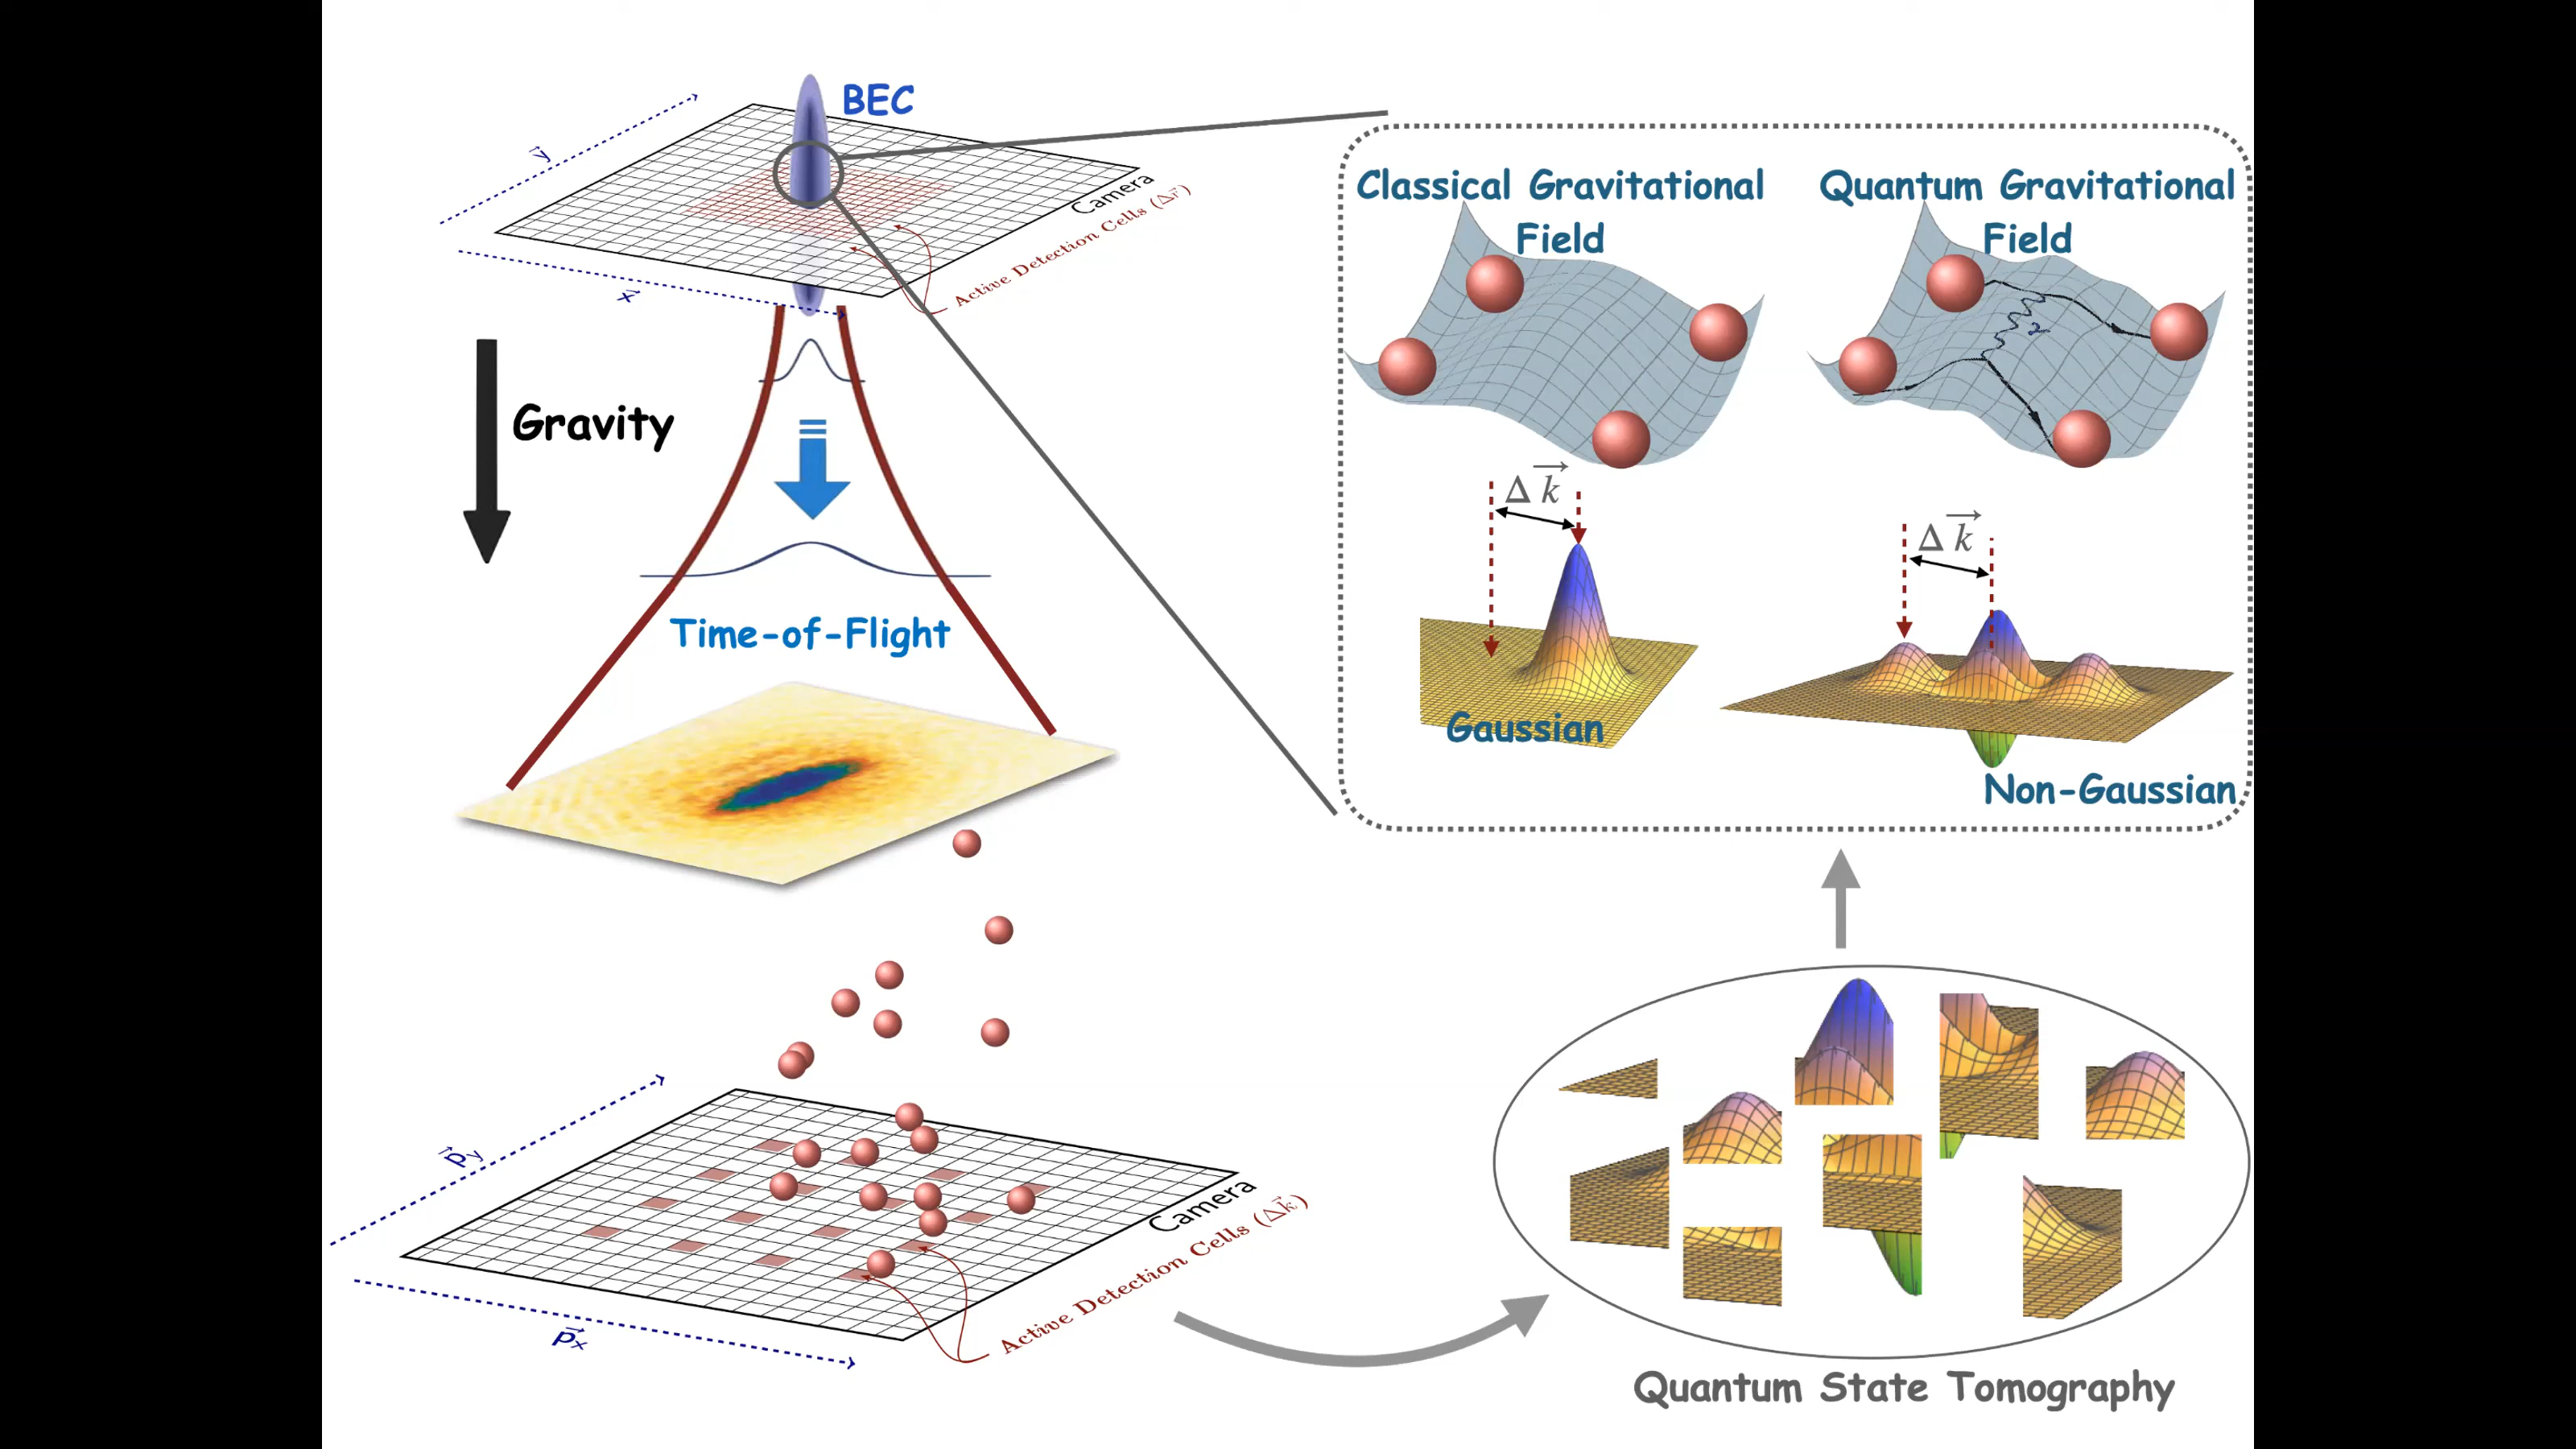 BEC
y⃗
x⃗
Camera
Active Detection Cells (Δr⃗)
Gravity
Time-of-Flight
p⃗y
p⃗x
Camera
Active Detection Cells (Δk⃗)
Classical Gravitational
Field
Quantum Gravitational
Field
Δk⃗
Δk⃗
Gaussian
Non-Gaussian
Quantum State Tomography